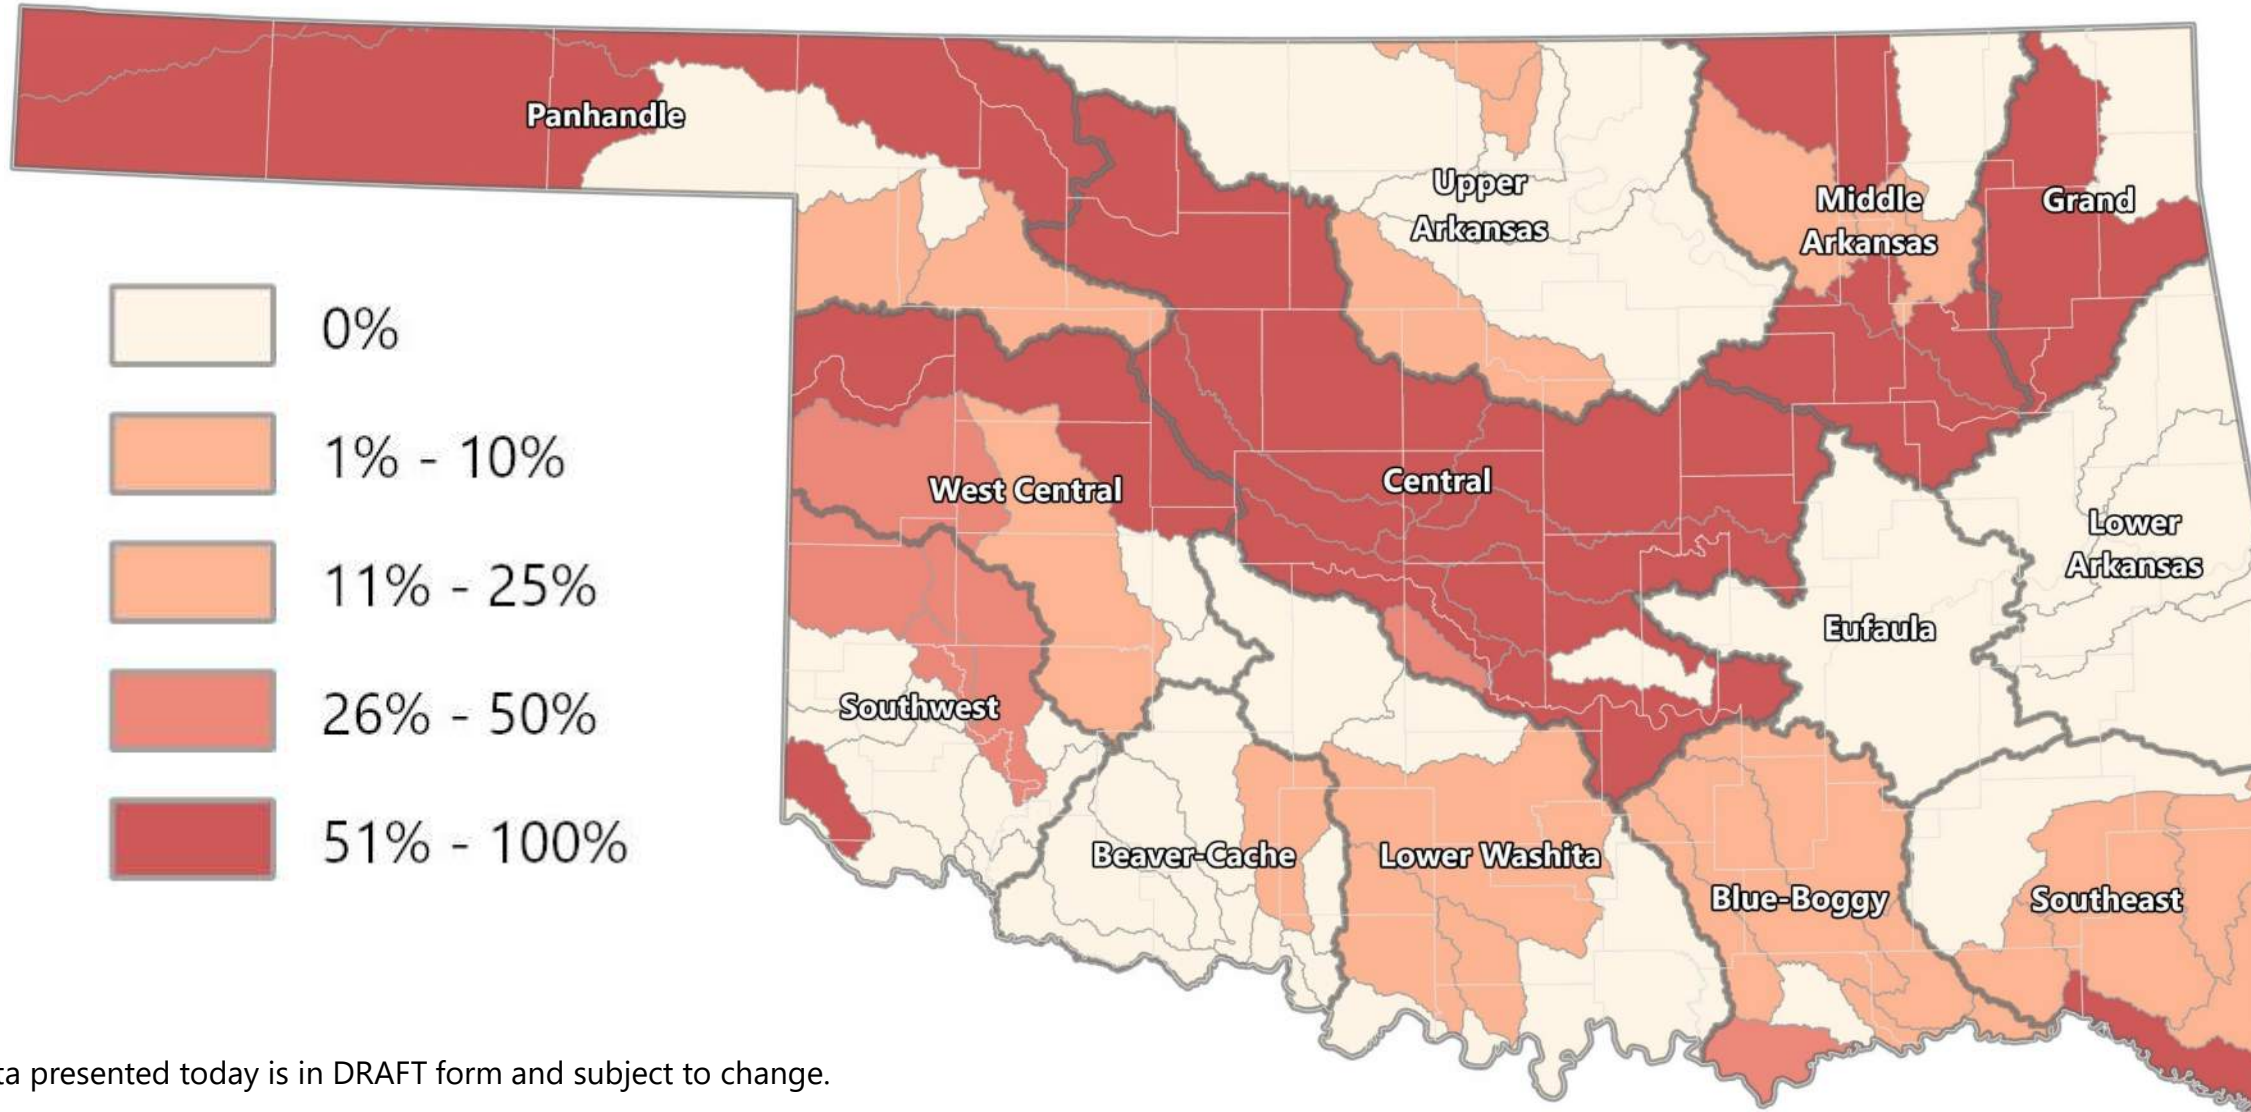 Panhandle
Upper
Arkansas
Middle
Arkansas
Grand
0%
1% - 10%
11% - 25%
26% - 50%
51% - 100%
West Central
Central
Lower
Arkansas
Eufaula
Southwest
Beaver-Cache
Lower Washita
Blue-Boggy
Southeast
presented today is in DRAFT form and subject to change.